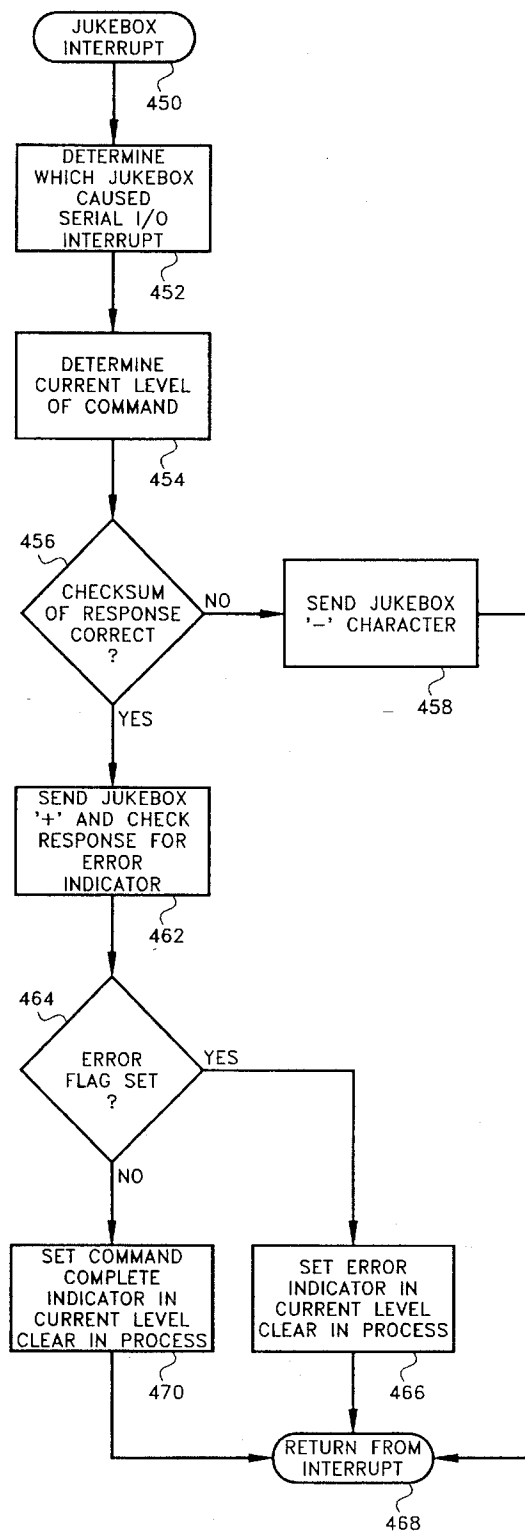 JUKEBOX
INTERRUPT
450
DETERMINE
WHICH JUKEBOX
CAUSED
SERIAL I/O
INTERRUPT
452
DETERMINE
CURRENT LEVEL
OF COMMAND
454
456
CHECKSUM
OF RESPONSE
CORRECT
?
NO
SEND JUKEBOX
'–' CHARACTER
458
YES
SEND JUKEBOX
'+' AND CHECK
RESPONSE FOR
ERROR
INDICATOR
462
464
ERROR
FLAG SET
?
YES
NO
SET COMMAND
COMPLETE
INDICATOR IN
CURRENT LEVEL
CLEAR IN PROCESS
470
SET ERROR
INDICATOR IN
CURRENT LEVEL
CLEAR IN PROCESS
466
RETURN FROM
INTERRUPT
468